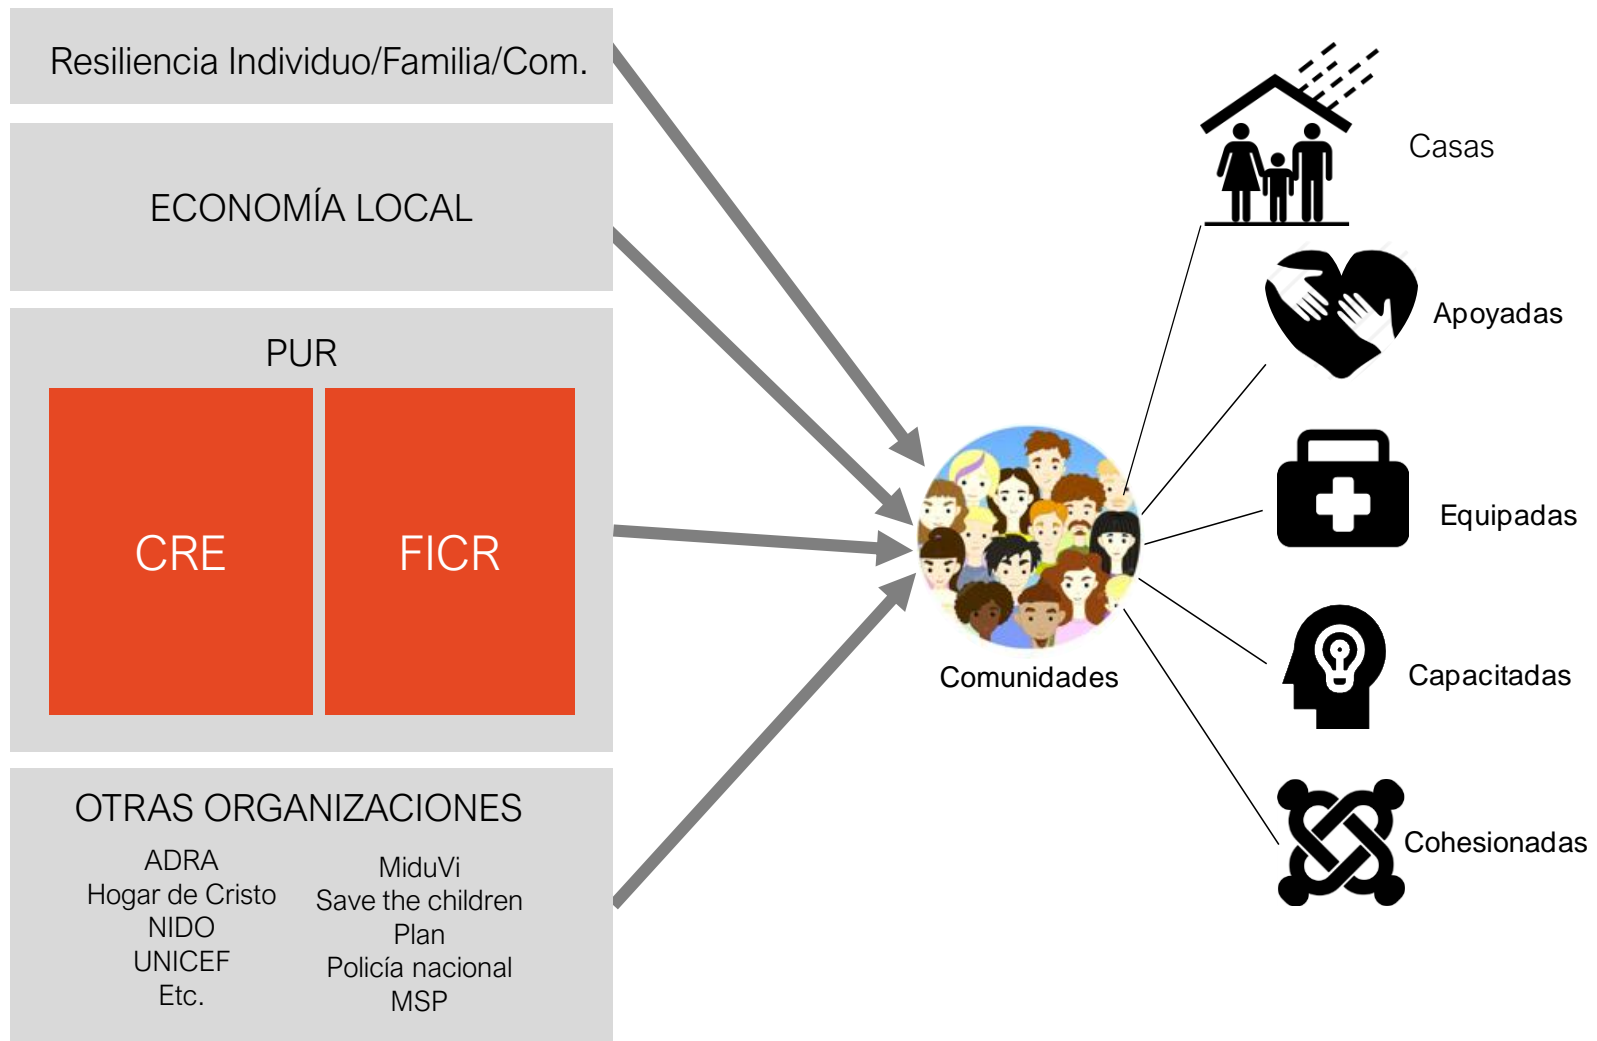 Resiliencia Individuo/Familia/Com.
ECONOMÍA LOCAL
PUR
CRE
FICR
OTRAS ORGANIZACIONES
ADRA
Hogar de Cristo
NIDO
UNICEF
Etc.
MiduVi
Save the children
Plan
Policía nacional
MSP
Comunidades
Casas
Apoyadas
Equipadas
Capacitadas
Cohesionadas